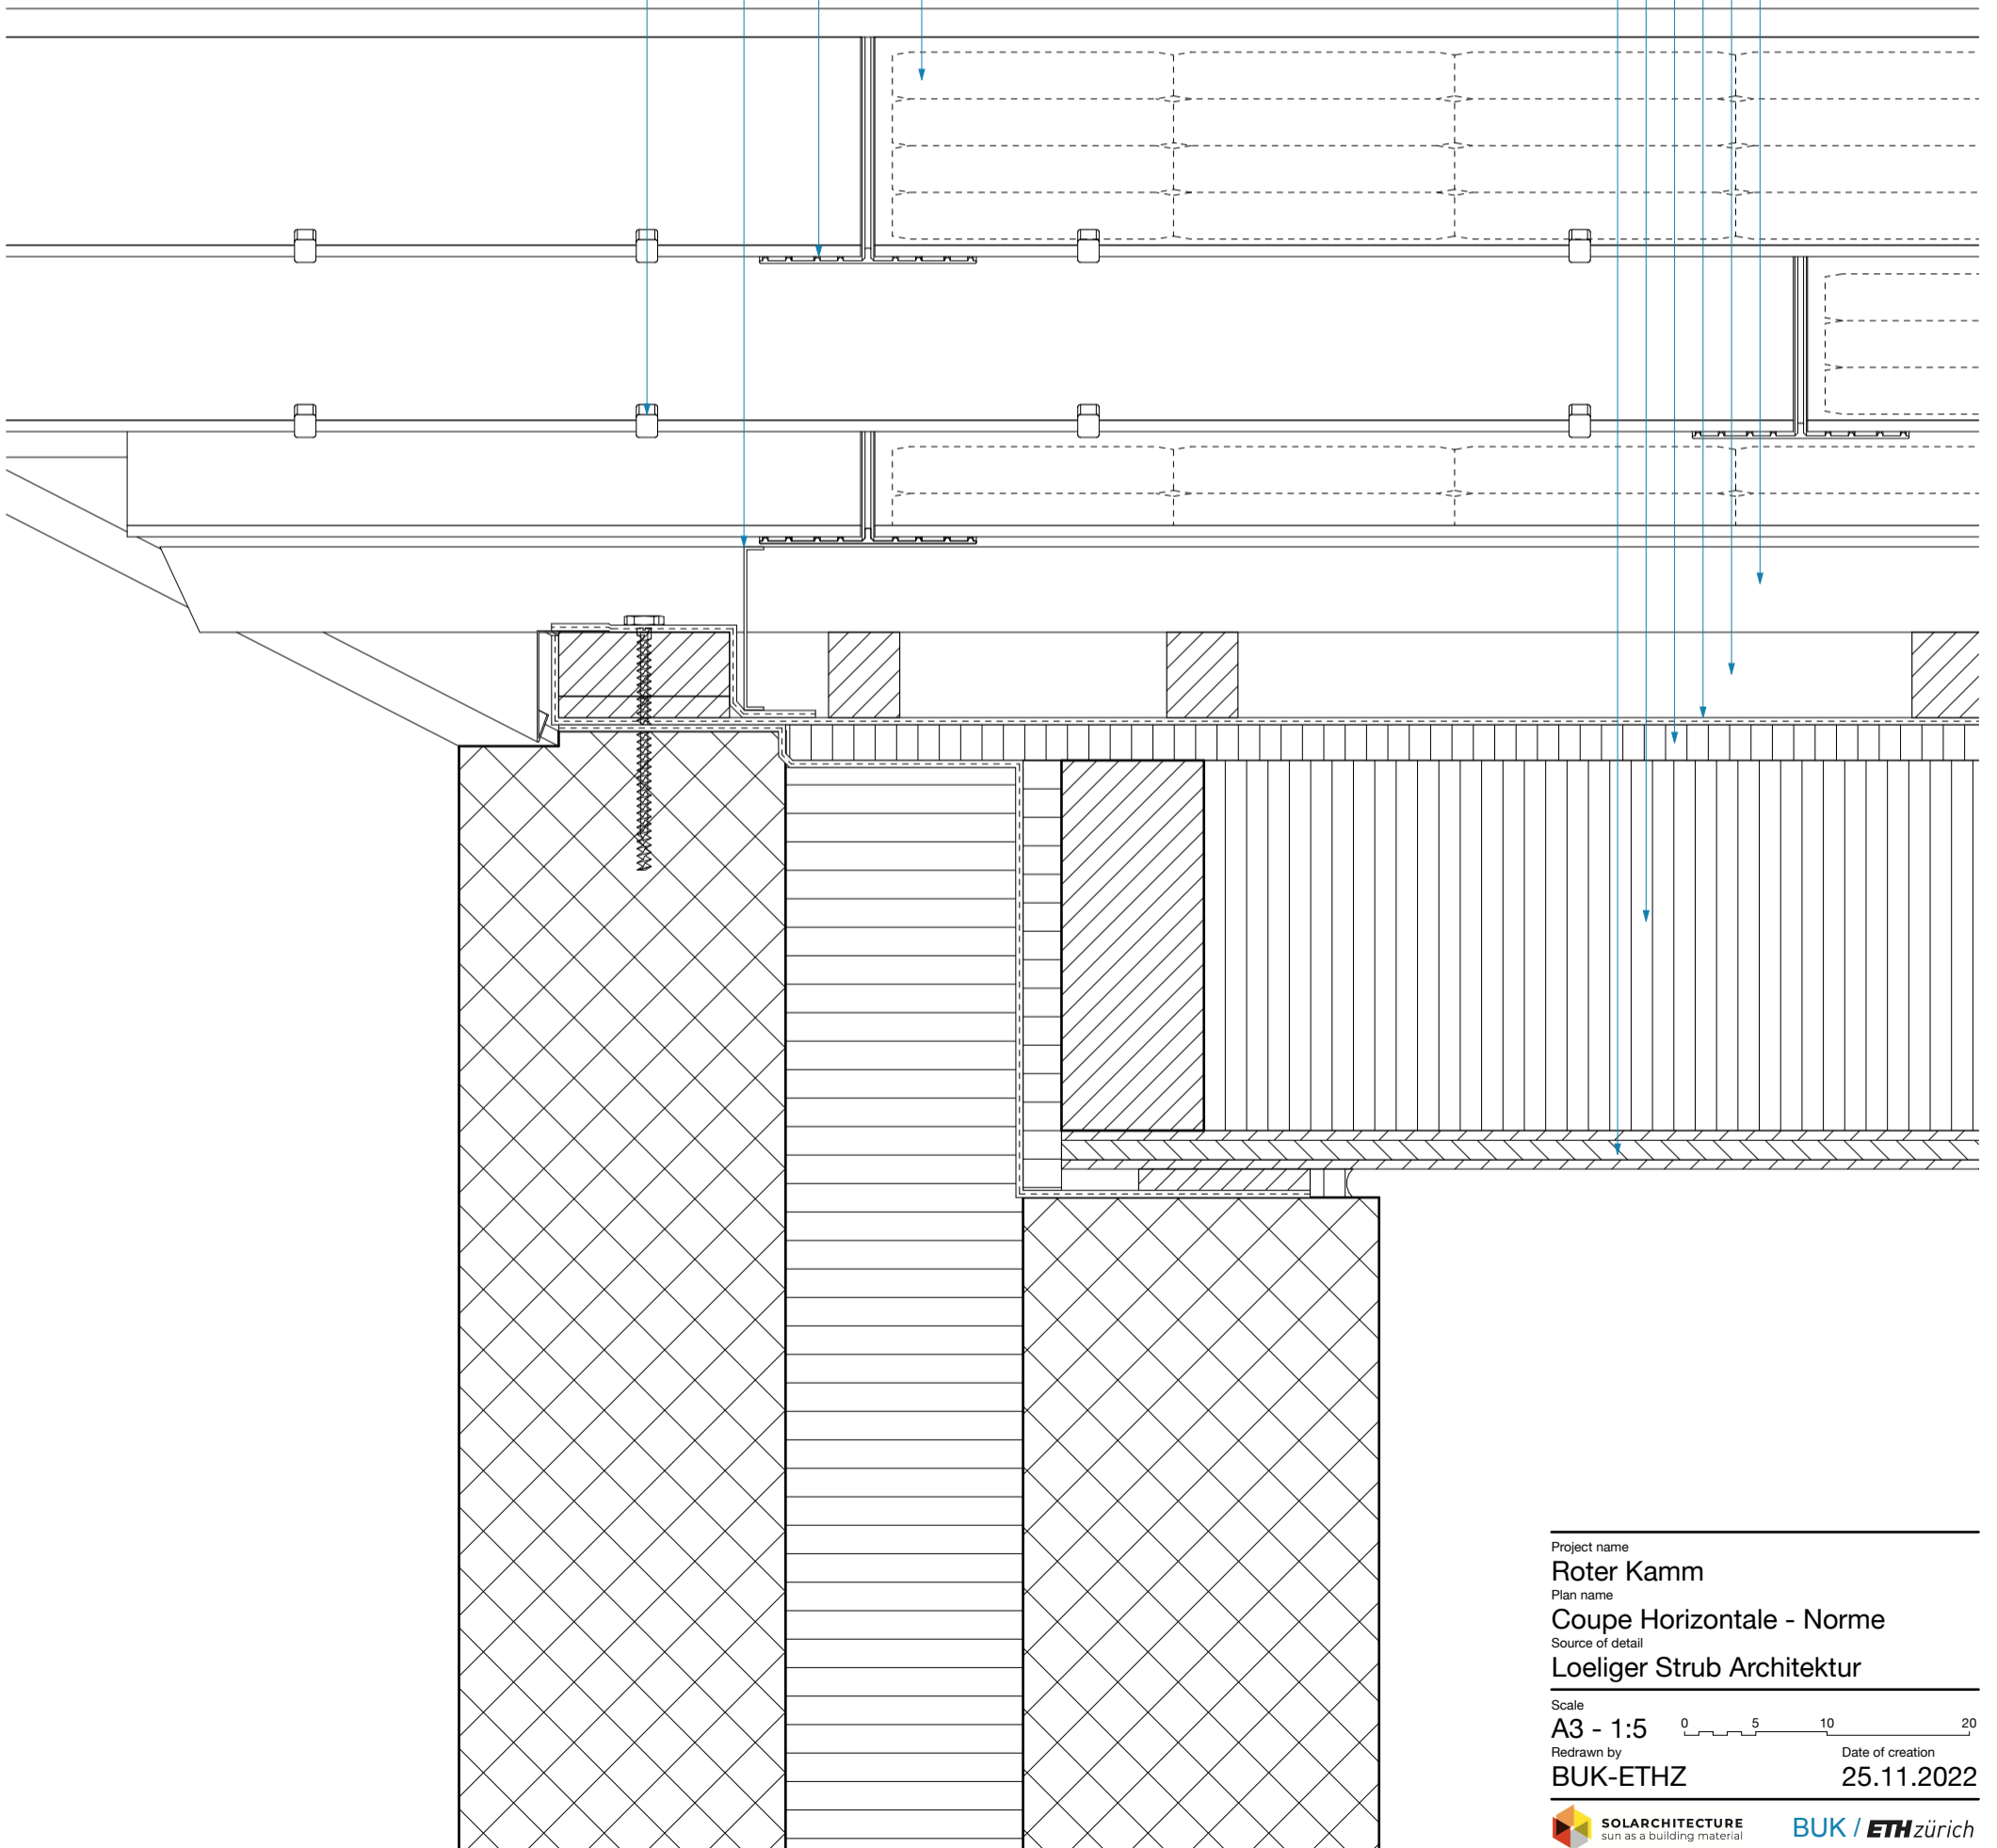 Project name
Roter Kamm
Plan name
Coupe Horizontale - Norme
Source of detail
Loeliger Strub Architektur
Scale
A3 - 1:5 0 5 10 20
Redrawn by Date of creation
BUK-ETHZ 25.11.2022
SOLARCHITECTURE
sun as a building material
BUK / ETH zürich